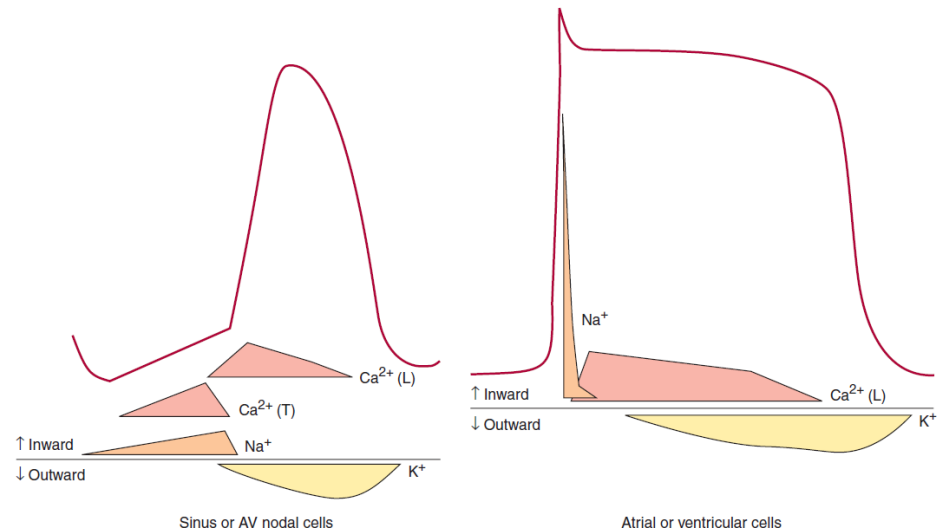 Ca²⁺ (L)
Ca²⁺ (T)
↑ Inward
Na⁺
↓ Outward
K⁺
Sinus or AV nodal cells
Na⁺
↑ Inward
Ca²⁺ (L)
↓ Outward
K⁺
Atrial or ventricular cells